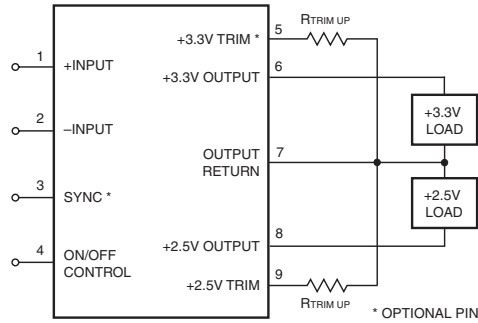 5
+3.3V TRIM *
RTRIM UP
1
+INPUT
6
+3.3V OUTPUT
+3.3V
LOAD
2
–INPUT
7
OUTPUT
RETURN
3
SYNC *
+2.5V
LOAD
4
ON/OFF
CONTROL
8
+2.5V OUTPUT
9
+2.5V TRIM
RTRIM UP
* OPTIONAL PIN